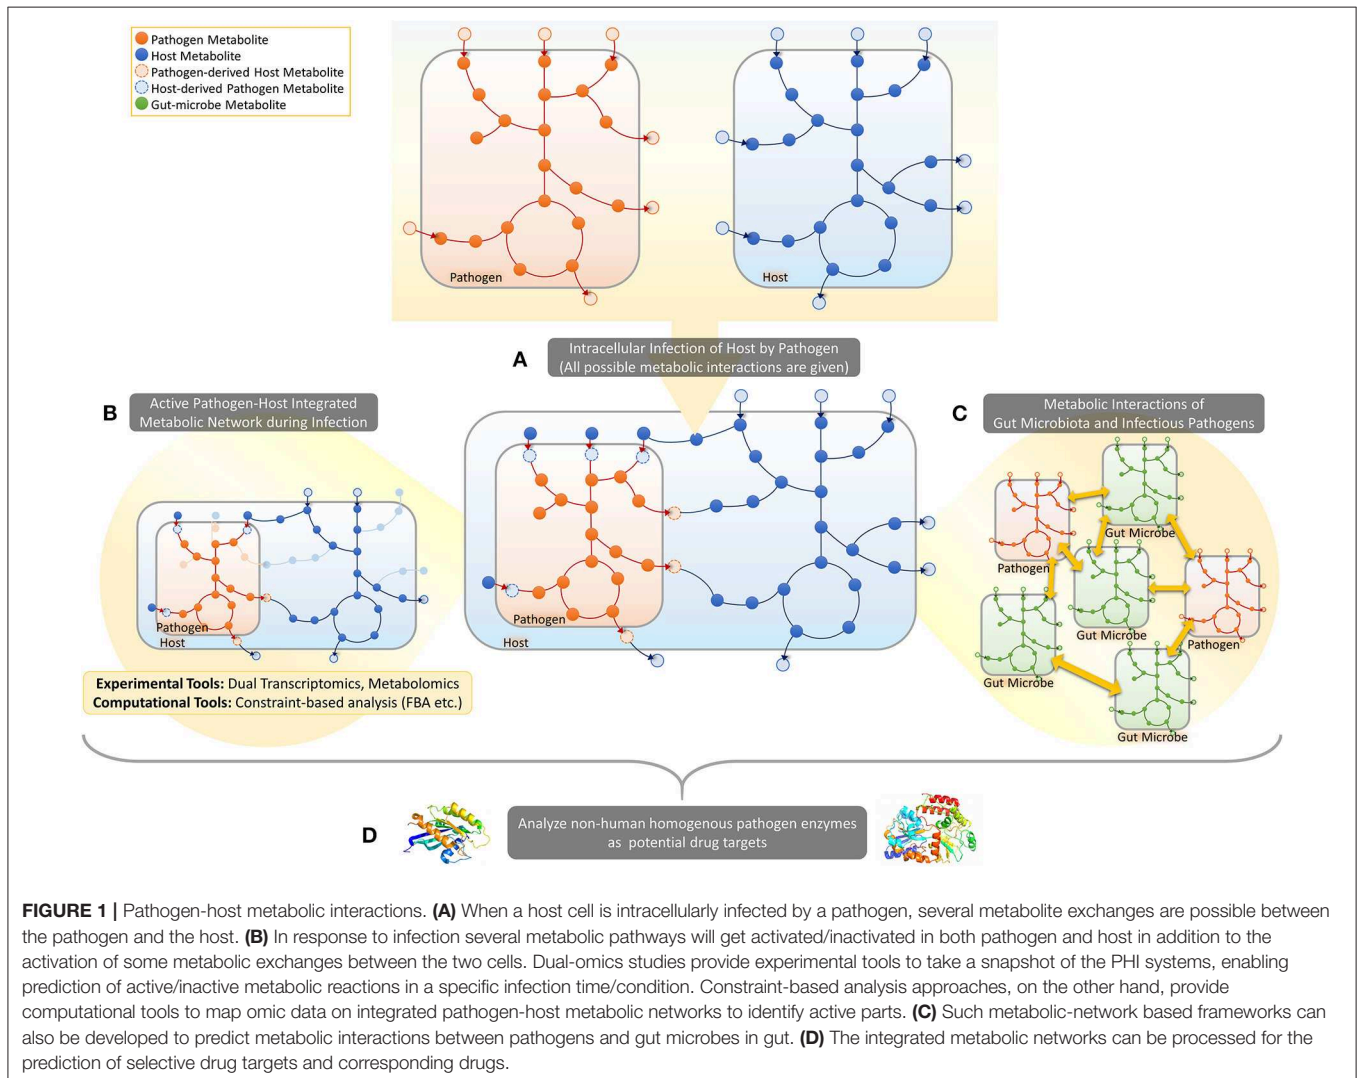 Pathogen Metabolite
Host Metabolite
Pathogen-derived Host Metabolite
Host-derived Pathogen Metabolite
Gut-microbe Metabolite
Pathogen
Host
A
Intracellular Infection of Host by Pathogen
(All possible metabolic interactions are given)
B
Active Pathogen-Host Integrated
Metabolic Network during Infection
C
Metabolic Interactions of
Gut Microbiota and Infectious Pathogens
Pathogen
Host
Pathogen
Host
Gut Microbe
Pathogen
Gut Microbe
Pathogen
Gut Microbe
Gut Microbe
Experimental Tools: Dual Transcriptomics, Metabolomics
Computational Tools: Constraint-based analysis (FBA etc.)
D
Analyze non-human homogenous pathogen enzymes
as potential drug targets
FIGURE 1 | Pathogen-host metabolic interactions. (A) When a host cell is intracellularly infected by a pathogen, several metabolite exchanges are possible between
the pathogen and the host. (B) In response to infection several metabolic pathways will get activated/inactivated in both pathogen and host in addition to the
activation of some metabolic exchanges between the two cells. Dual-omics studies provide experimental tools to take a snapshot of the PHI systems, enabling
prediction of active/inactive metabolic reactions in a specific infection time/condition. Constraint-based analysis approaches, on the other hand, provide
computational tools to map omic data on integrated pathogen-host metabolic networks to identify active parts. (C) Such metabolic-network based frameworks can
also be developed to predict metabolic interactions between pathogens and gut microbes in gut. (D) The integrated metabolic networks can be processed for the
prediction of selective drug targets and corresponding drugs.